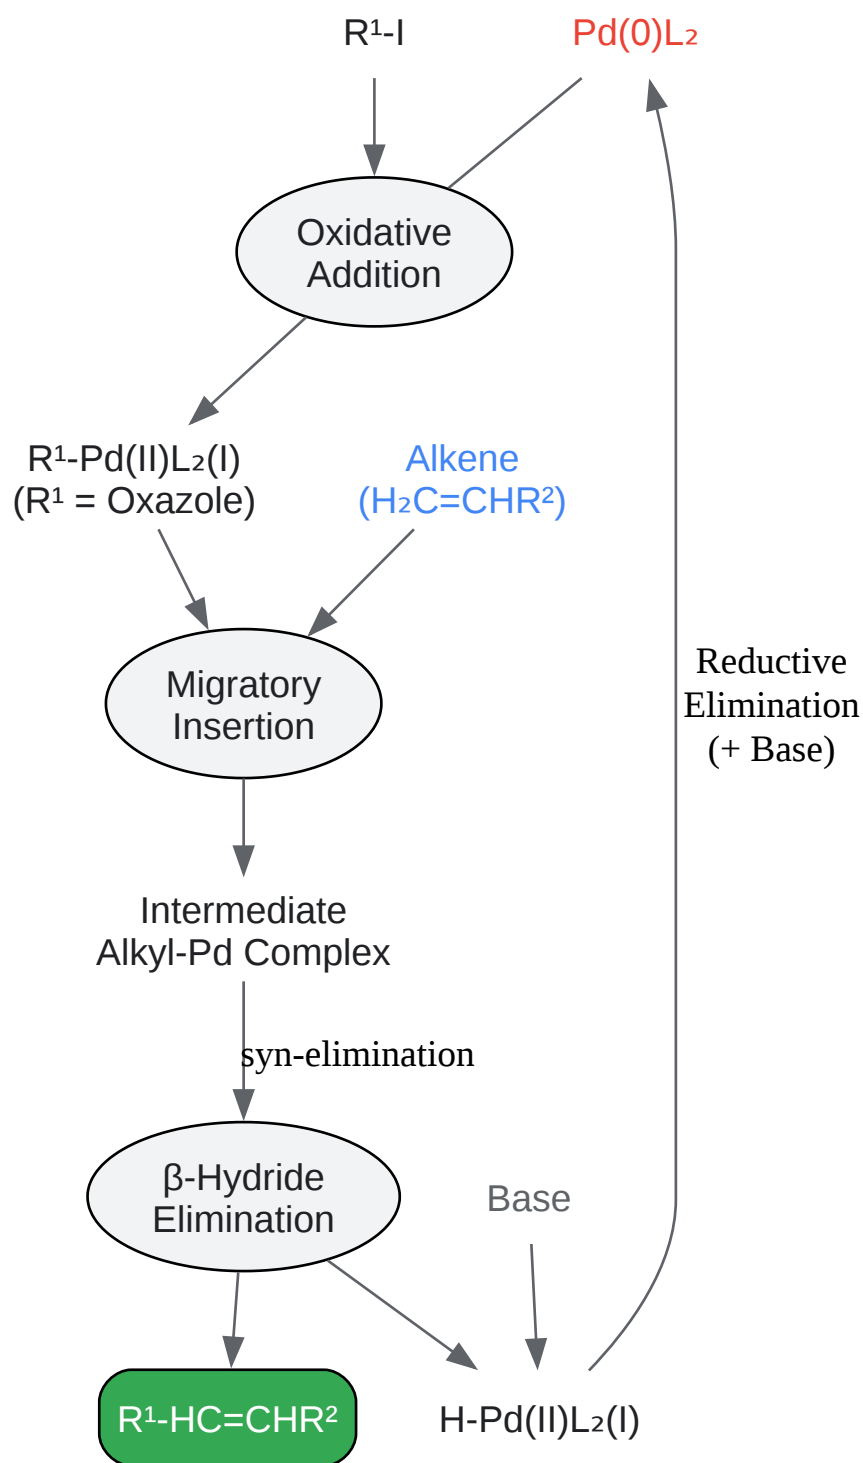 R¹-I
Pd(0)L₂
Oxidative
Addition
R¹-Pd(II)L₂(I)
(R¹ = Oxazole)
Alkene
(H₂C=CHR²)
Migratory
Insertion
Reductive
Elimination
(+ Base)
Intermediate
Alkyl-Pd Complex
syn-elimination
β-Hydride
Elimination
Base
R¹-HC=CHR²
H-Pd(II)L₂(I)